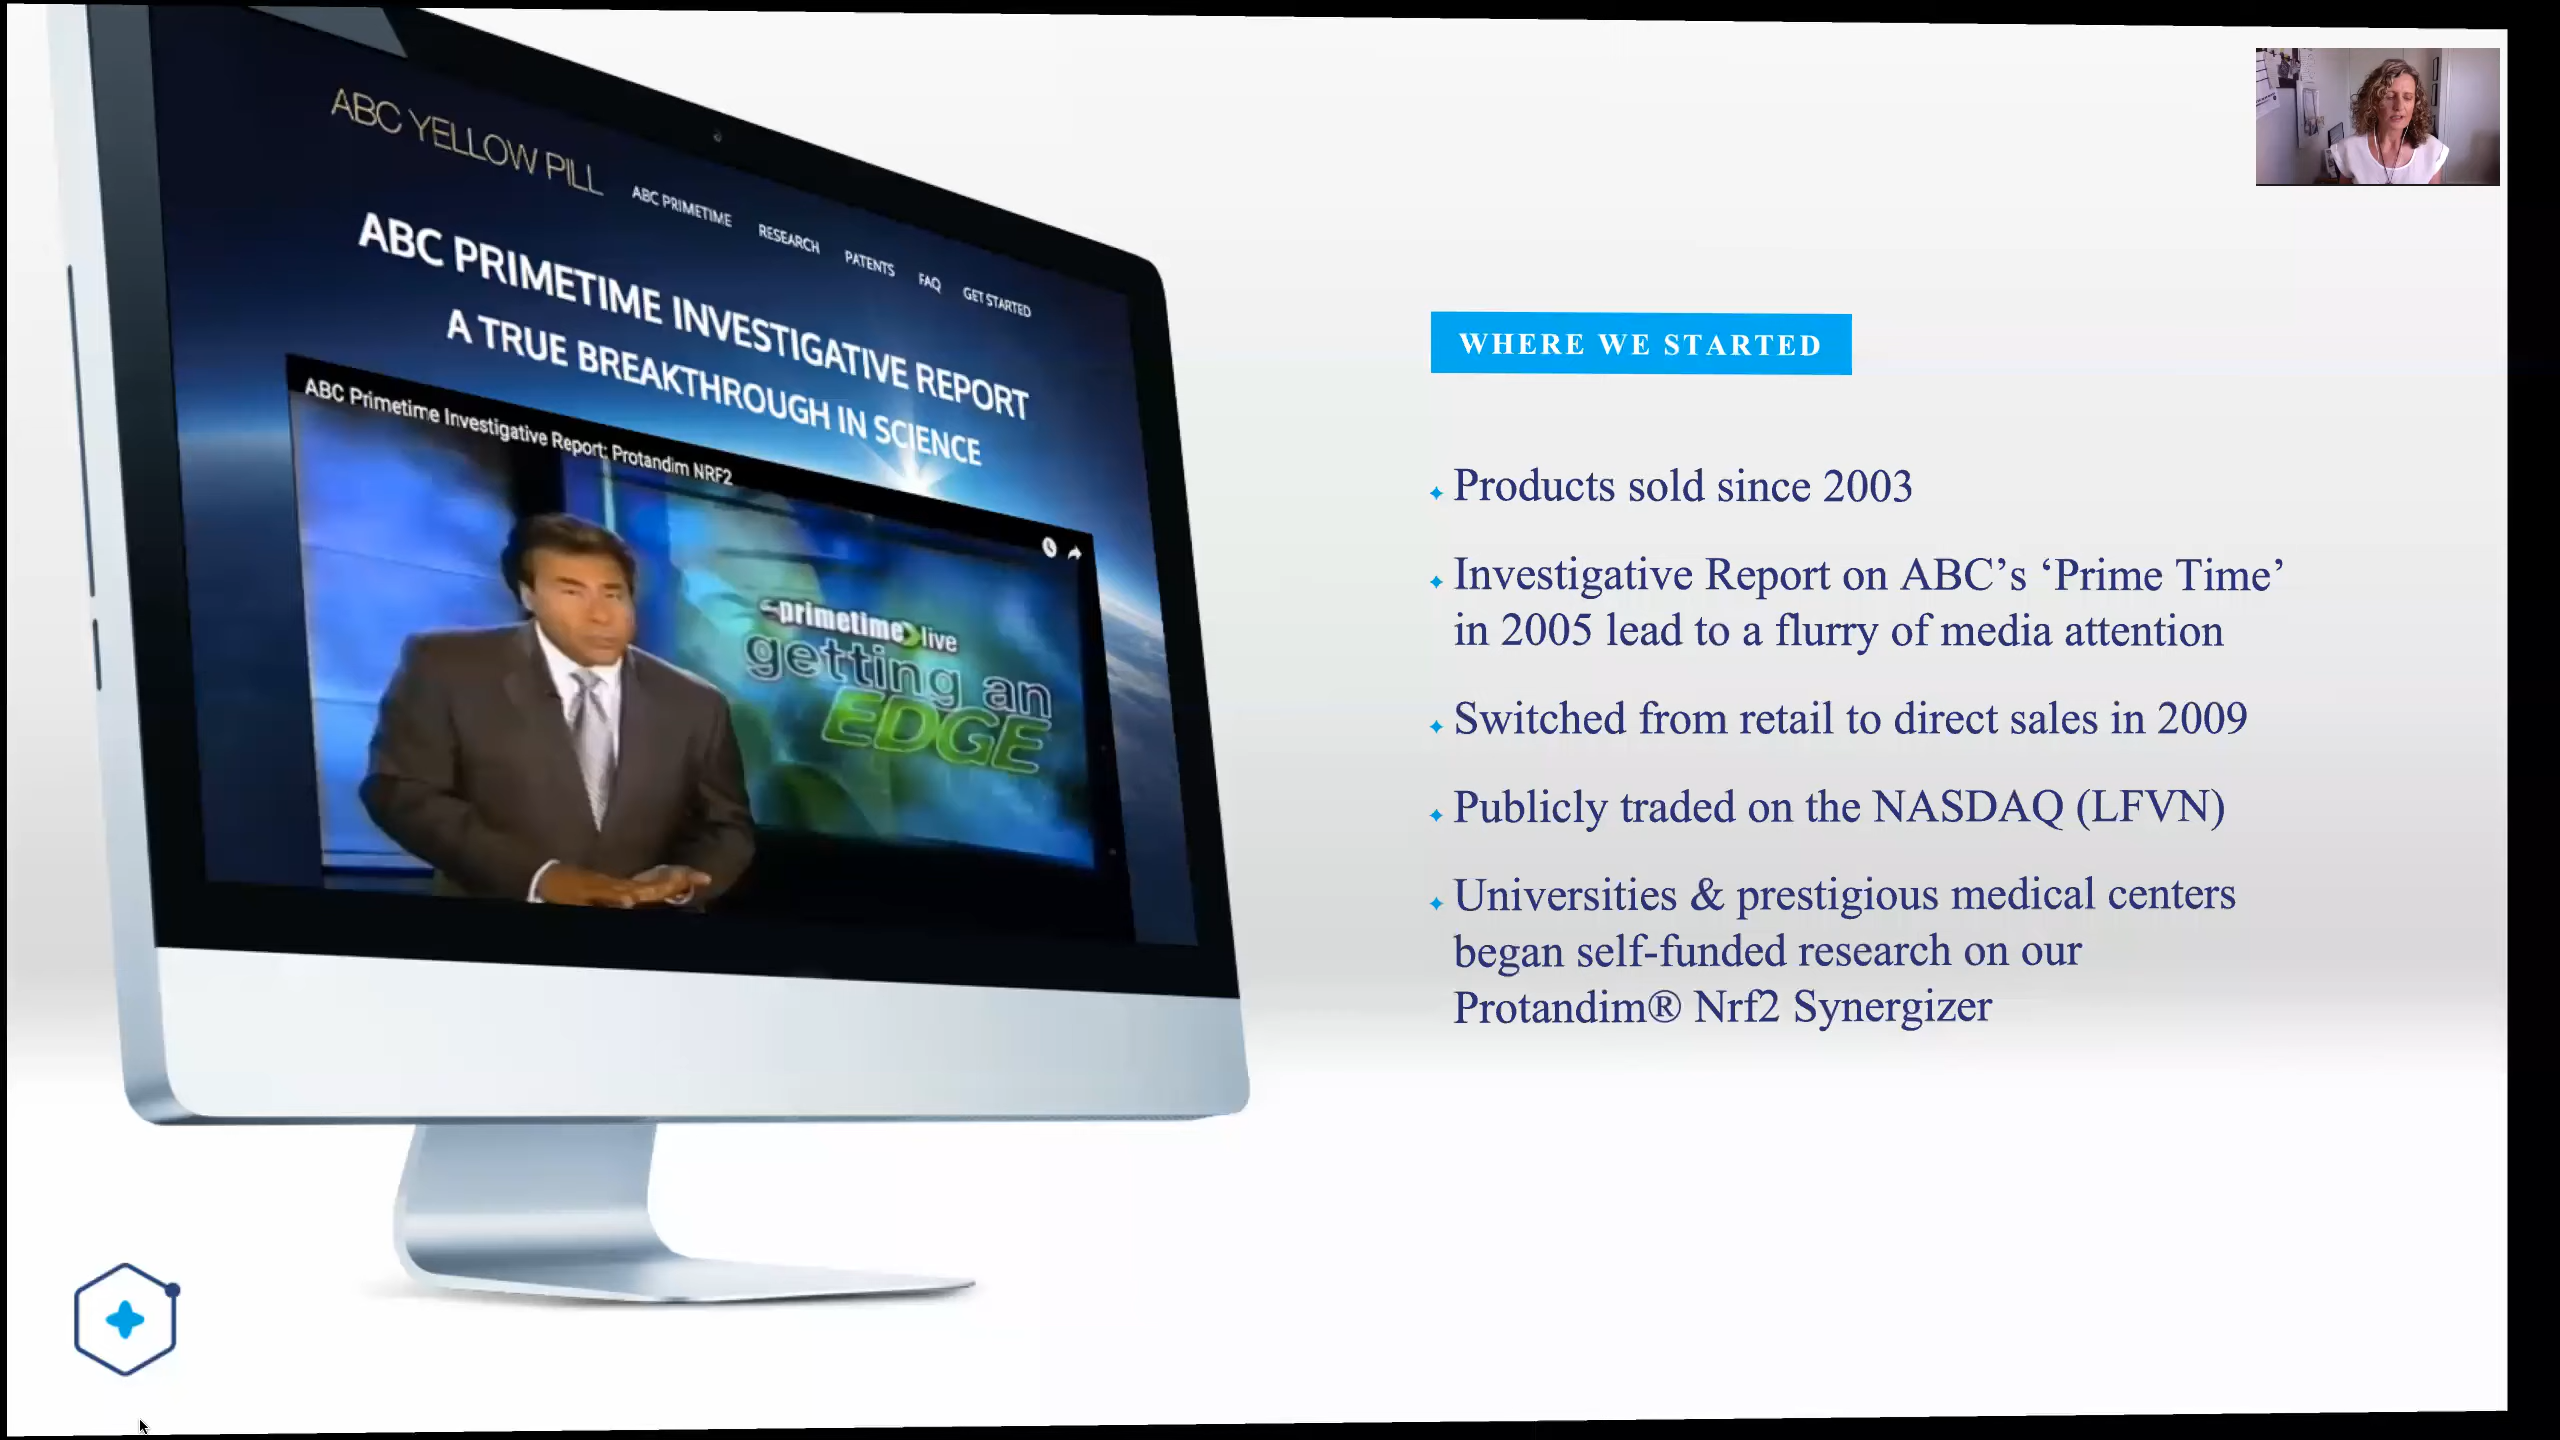 ABC YELLOW PILL
ABC PRIMETIME
RESEARCH
PATENTS
FAQ
GET STARTED
ABC PRIMETIME INVESTIGATIVE REPORT
A TRUE BREAKTHROUGH IN SCIENCE
ABC Primetime Investigative Report: Protandim NRF2
primetime live
getting an
EDGE
WHERE WE STARTED
Products sold since 2003
Investigative Report on ABC’s ‘Prime Time’
in 2005 lead to a flurry of media attention
Switched from retail to direct sales in 2009
Publicly traded on the NASDAQ (LFVN)
Universities & prestigious medical centers
began self-funded research on our
Protandim® Nrf2 Synergizer